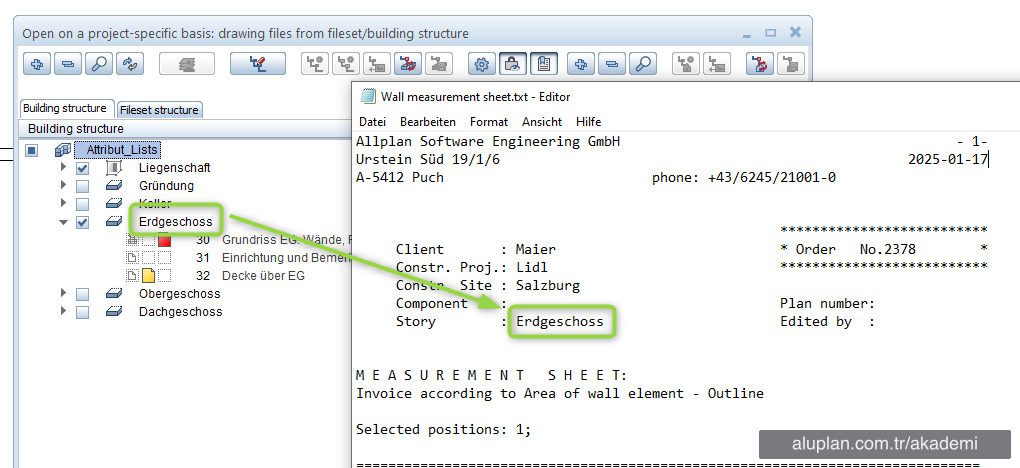 Open on a project-specific basis: drawing files from fileset/building structure
Building structure
Fileset structure
Building structure
Attribut_Lists
Liegenschaft
Gründung
Keller
Erdgeschoss
30 Grundriss EG: Wände,
31 Einrichtung und Bemen
32 Decke über EG
Obergeschoss
Dachgeschoss
Wall measurement sheet.txt - Editor
Datei Bearbeiten Format Ansicht Hilfe
Allplan Software Engineering GmbH - 1-
Urstein Süd 19/1/6 2025-01-17
A-5412 Puch phone: +43/6245/21001-0
**************************
Client : Maier * Order No.2378 *
Constr. Proj.: Lidl **************************
Constr. Site : Salzburg
Component : Plan number:
Story : Erdgeschoss Edited by :
M E A S U R E M E N T S H E E T:
Invoice according to Area of wall element - Outline
Selected positions: 1;
aluplan.com.tr/akademi
==============================================================================